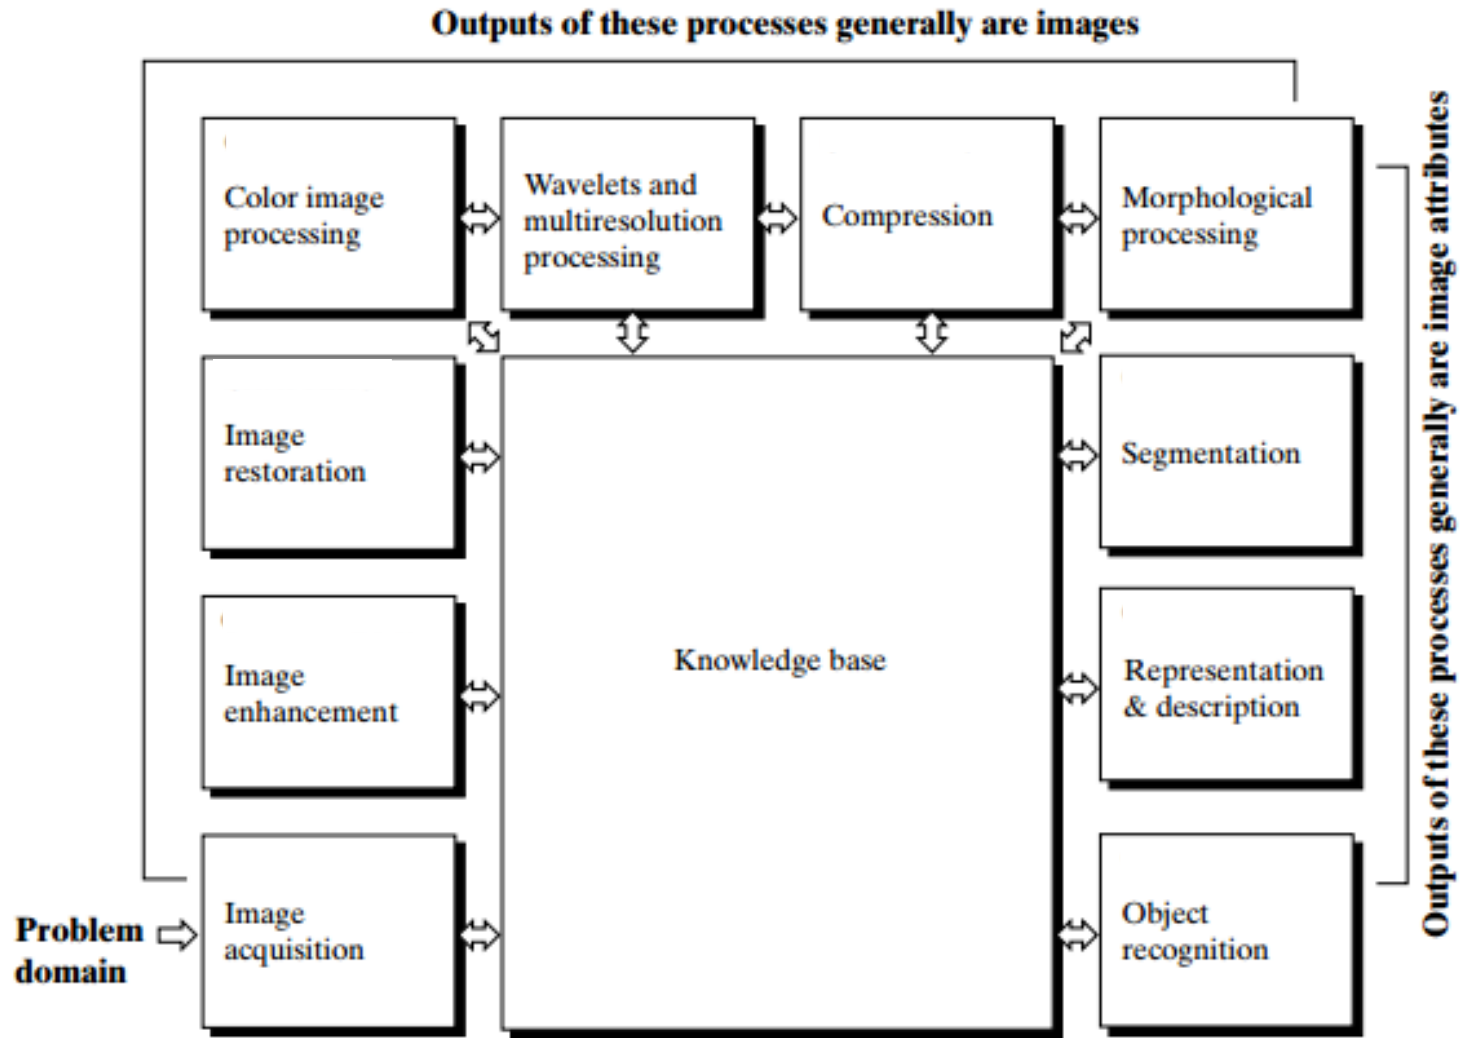 Outputs of these processes generally are images
Color image
processing
Wavelets and
multiresolution
processing
Compression
Morphological
processing
Outputs of these processes generally are image attributes
Image
restoration
Segmentation
Image
enhancement
Knowledge base
Representation
& description
Problem
domain
Image
acquisition
Object
recognition